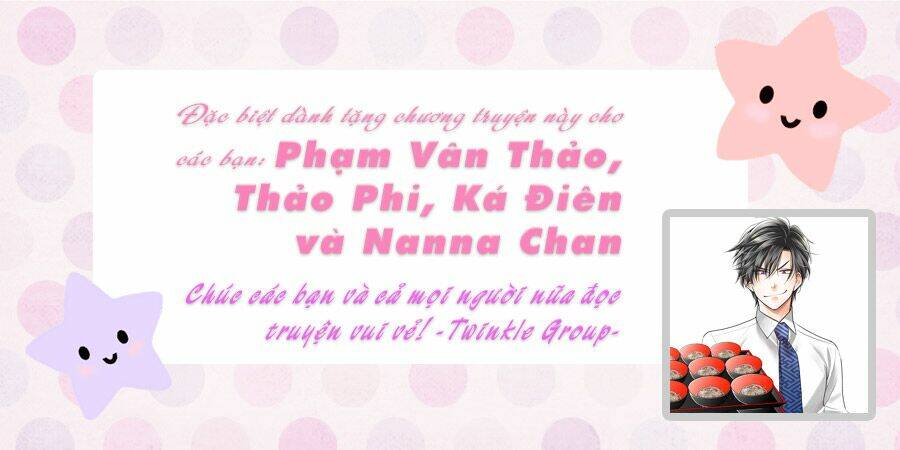 Đặc biệt dành tặng chương truyện này cho
các bạn: Phạm Vân Thảo,
Thảo Phi, Ká Điên
và Nanna Chan
Chúc các bạn và cả mọi người nữa đọc
truyện vui vẻ! -Twinkle Group-